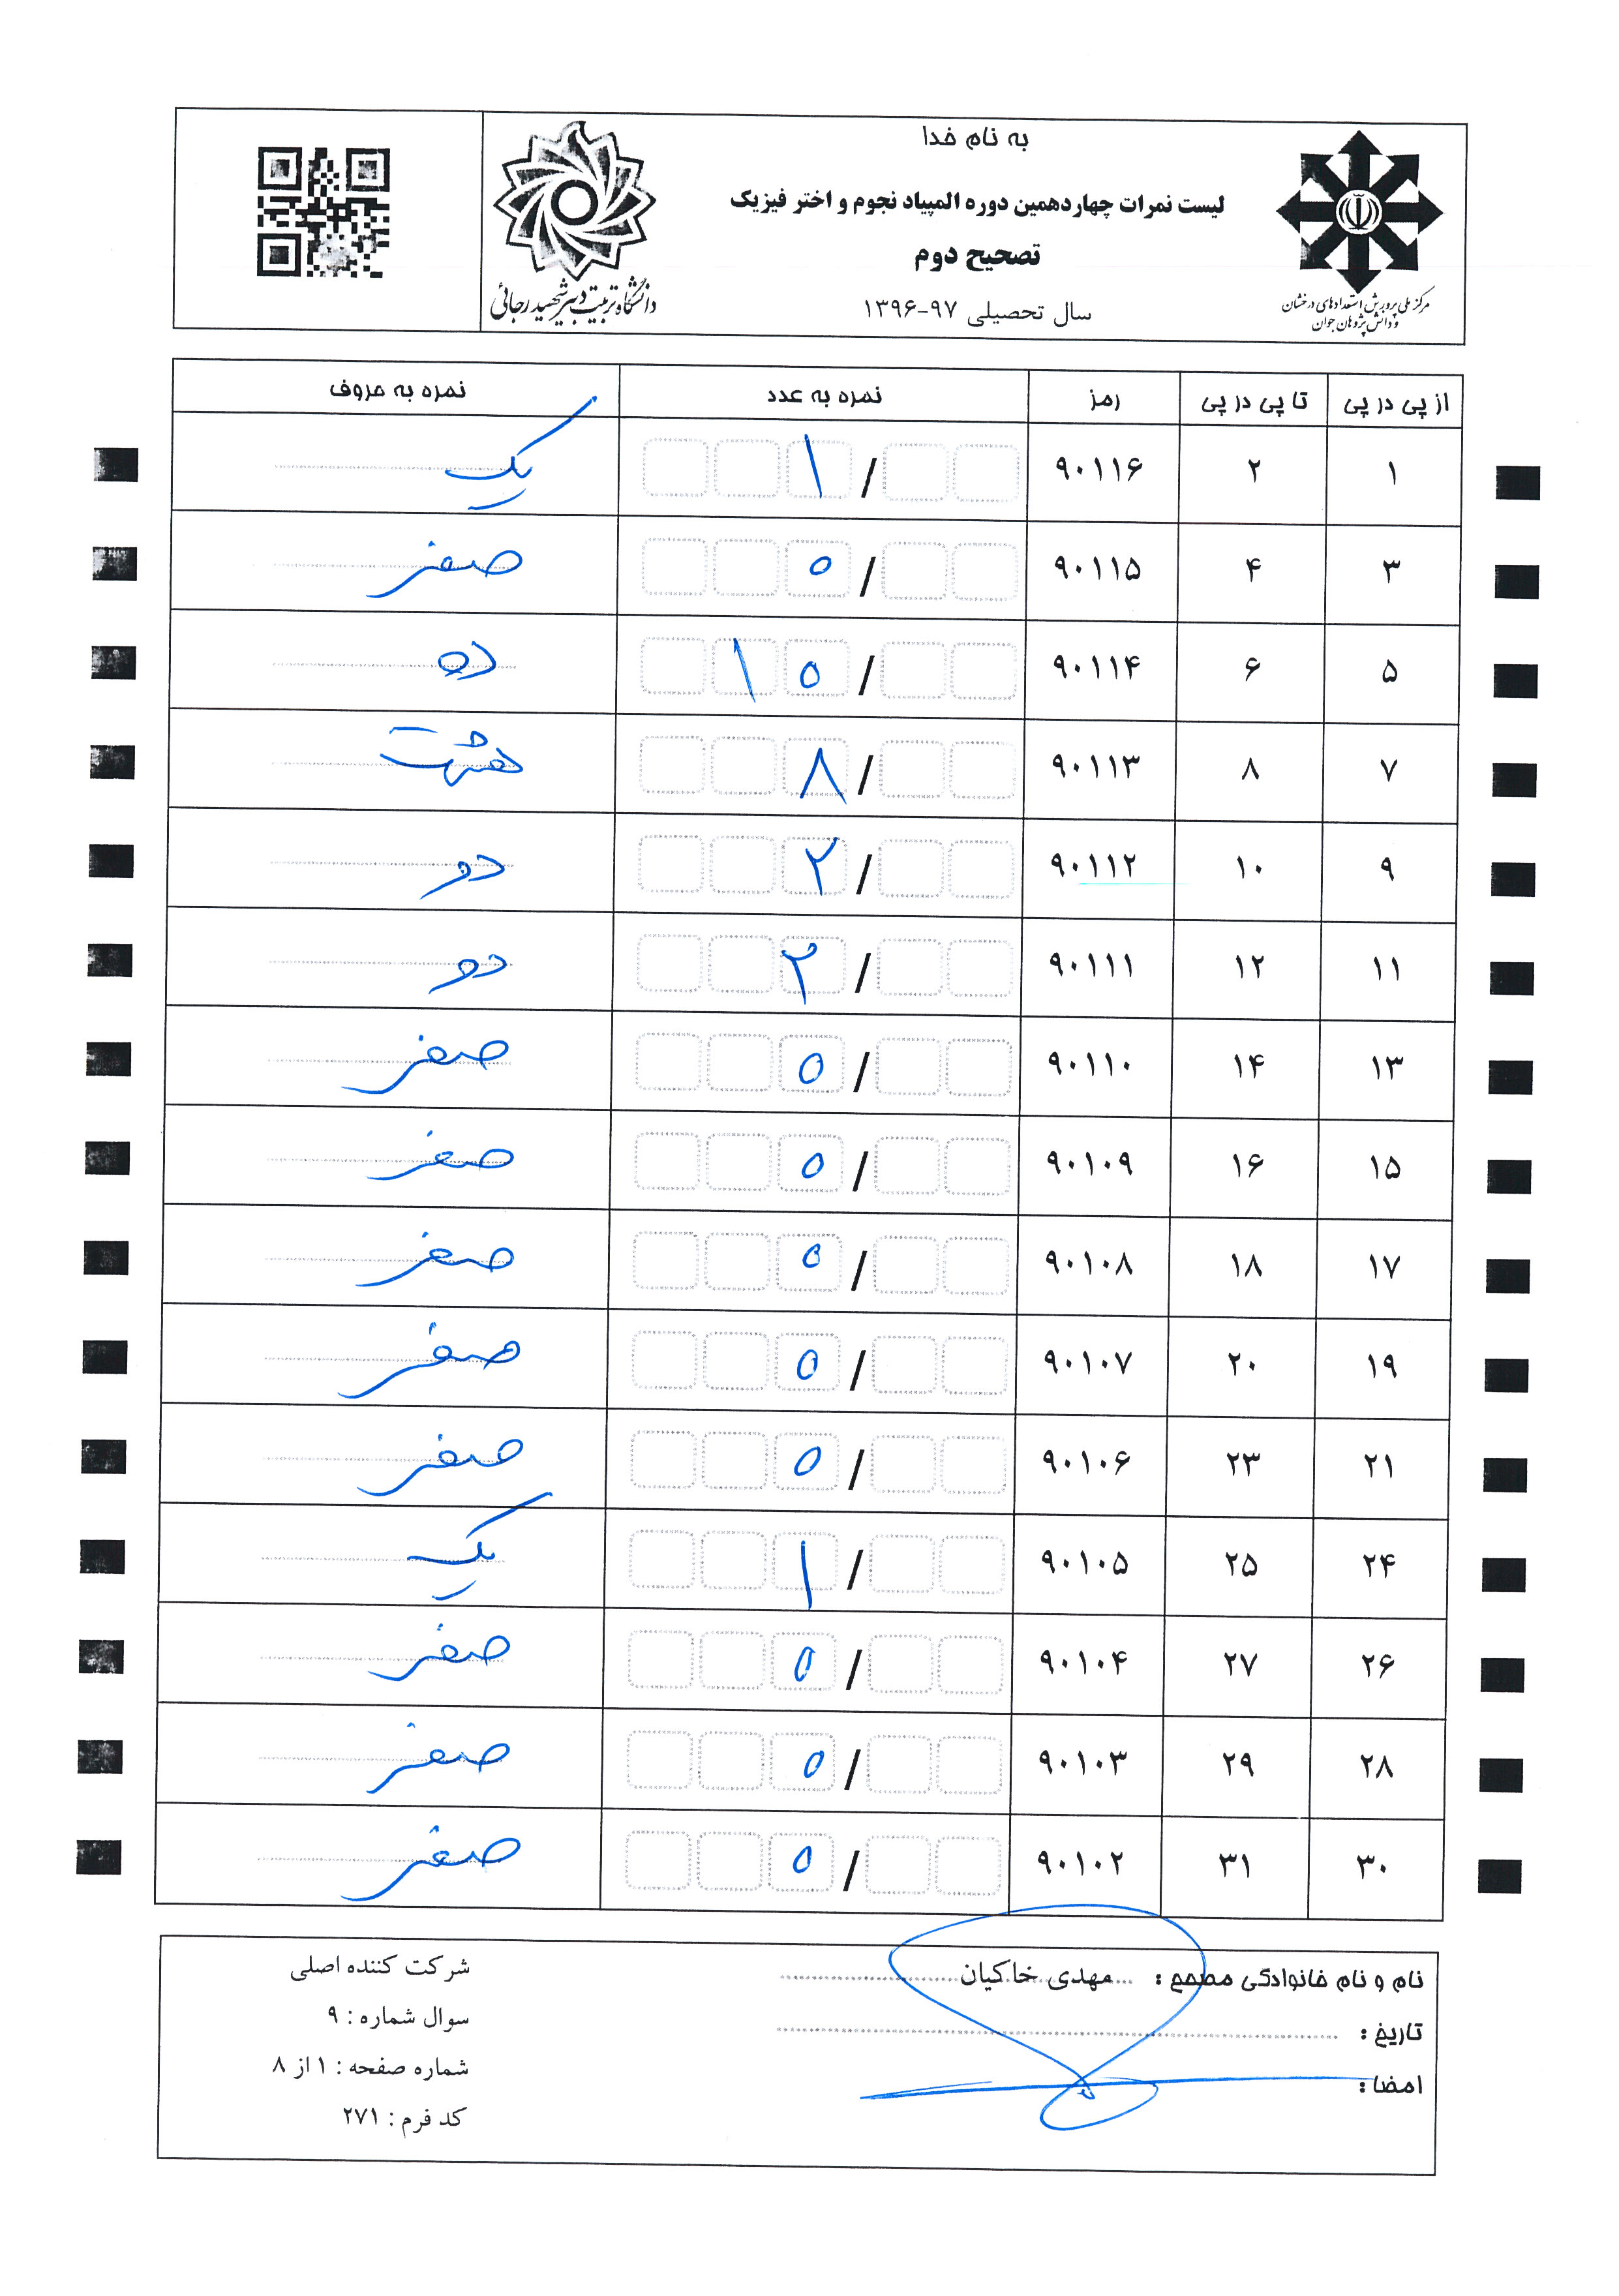 به نام خدا
لیست نمرات چهاردهمین دوره المپیاد نجوم و اختر فیزیک
تصحیح دوم
سال تحصیلی ۹۷-۱۳۹۶
مرکز ملی پرورش استعدادهای درخشان
و دانش پژوهان جوان
دانشگاه تربیت دبیر شهید رجائی
از پی در پی تا پی در پی رمز نمره به عدد نمره به حروف
۱ ۲ ۹۰۱۱۶ / ۱ یک
۳ ۴ ۹۰۱۱۵ / ۰ صفر
۵ ۶ ۹۰۱۱۴ / ۱۰ ده
۷ ۸ ۹۰۱۱۳ / ۸ هشت
۹ ۱۰ ۹۰۱۱۲ / ۲ دو
۱۱ ۱۲ ۹۰۱۱۱ / ۲ دو
۱۳ ۱۴ ۹۰۱۱۰ / ۰ صفر
۱۵ ۱۶ ۹۰۱۰۹ / ۰ صفر
۱۷ ۱۸ ۹۰۱۰۸ / ۰ صفر
۱۹ ۲۰ ۹۰۱۰۷ / ۰ صفر
۲۱ ۲۳ ۹۰۱۰۶ / ۰ صفر
۲۴ ۲۵ ۹۰۱۰۵ / ۱ یک
۲۶ ۲۷ ۹۰۱۰۴ / ۰ صفر
۲۸ ۲۹ ۹۰۱۰۳ / ۰ صفر
۳۰ ۳۱ ۹۰۱۰۲ / ۰ صفر
نام و نام خانوادگی مصحح : مهدی خاکیان
تاریخ :
امضا :
شرکت کننده اصلی
سوال شماره : ۹
شماره صفحه : ۱ از ۸
کد فرم : ۲۷۱